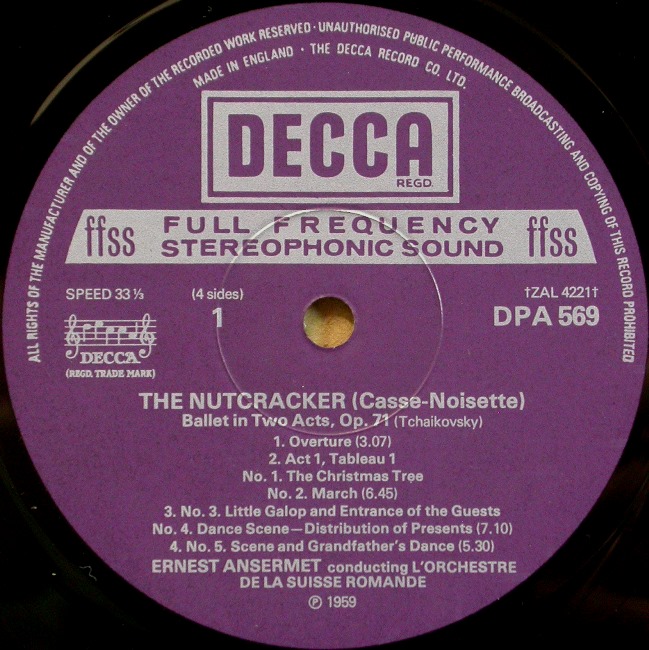 ALL RIGHTS OF THE MANUFACTURER AND OF THE OWNER OF THE RECORDED WORK RESERVED · UNAUTHORISED PUBLIC PERFORMANCE BROADCASTING AND COPYING OF THIS RECORD PROHIBITED
MADE IN ENGLAND · THE DECCA RECORD CO. LTD.
DECCA
REGD.
ffss FULL FREQUENCY ffss
STEREOPHONIC SOUND
SPEED 33⅓ (4 sides) †ZAL 4221†
1 DPA 569
DECCA
(REGD. TRADE MARK)
THE NUTCRACKER (Casse-Noisette)
Ballet in Two Acts, Op. 71 (Tchaikovsky)
1. Overture (3.07)
2. Act 1, Tableau 1
No. 1. The Christmas Tree
No. 2. March (6.45)
3. No. 3. Little Galop and Entrance of the Guests
No. 4. Dance Scene—Distribution of Presents (7.10)
4. No. 5. Scene and Grandfather's Dance (5.30)
ERNEST ANSERMET conducting L'ORCHESTRE
DE LA SUISSE ROMANDE
℗ 1959